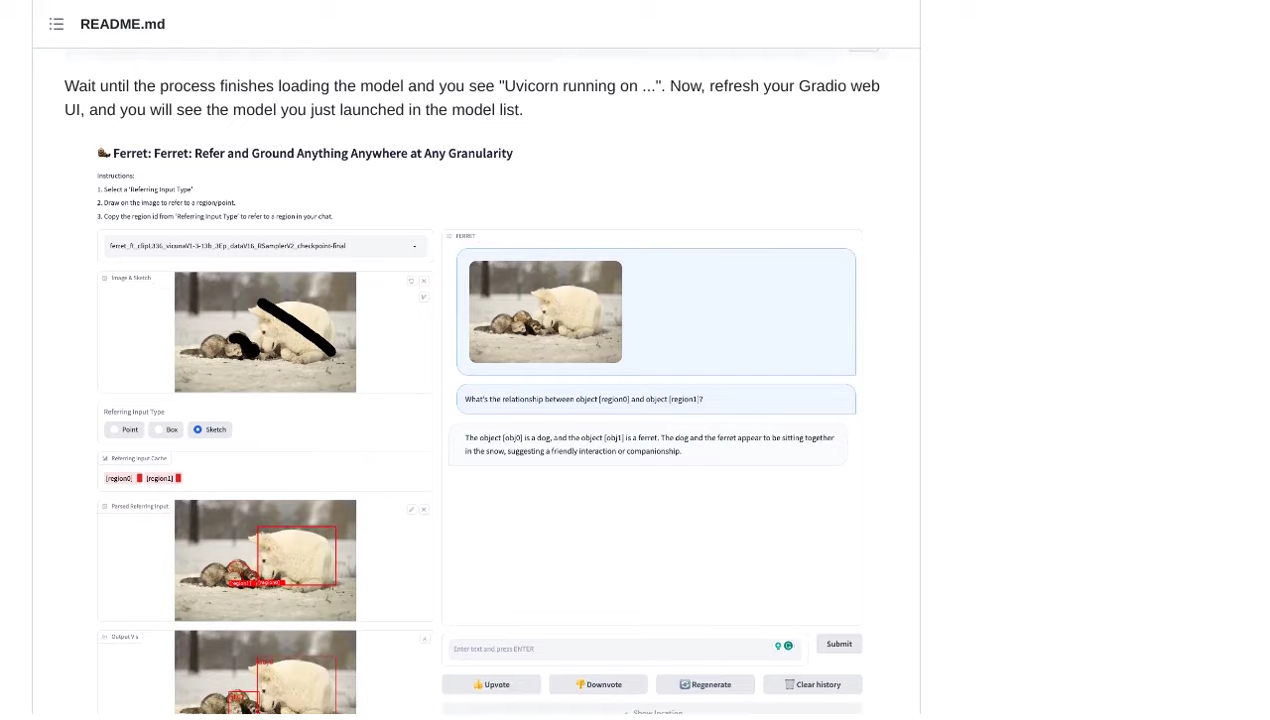 README.md
Wait until the process finishes loading the model and you see "Uvicorn running on ...". Now, refresh your Gradio web
UI, and you will see the model you just launched in the model list.
Ferret: Ferret: Refer and Ground Anything Anywhere at Any Granularity
Instructions:
1. Select a 'Referring Input Type'
2. Draw on the image to refer to a region/point.
3. Copy the region id from 'Referring Input Type' to refer to a region in your chat.
FERRET
Image & Sketch
What's the relationship between object [region0] and object [region1]?
Referring Input Type
Point
Box
Sketch
The object [obj0] is a dog, and the object [obj1] is a ferret. The dog and the ferret appear to be sitting together
in the snow, suggesting a friendly interaction or companionship.
Referring Input Cache
[region0] [region1]
Parsed Referring Input
[region1] [region0]
Output Vis
Enter text and press ENTER
Submit
Upvote
Downvote
Regenerate
Clear history
Show location